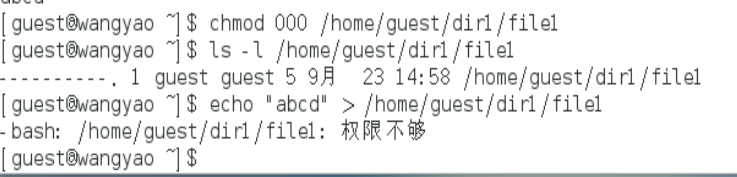 [guest@wangyao ~]$ chmod 000 /home/guest/dir1/file1
[guest@wangyao ~]$ ls -l /home/guest/dir1/file1
----------. 1 guest guest 5 9月  23 14:58 /home/guest/dir1/file1
[guest@wangyao ~]$ echo "abcd" > /home/guest/dir1/file1
-bash: /home/guest/dir1/file1: 权限不够
[guest@wangyao ~]$